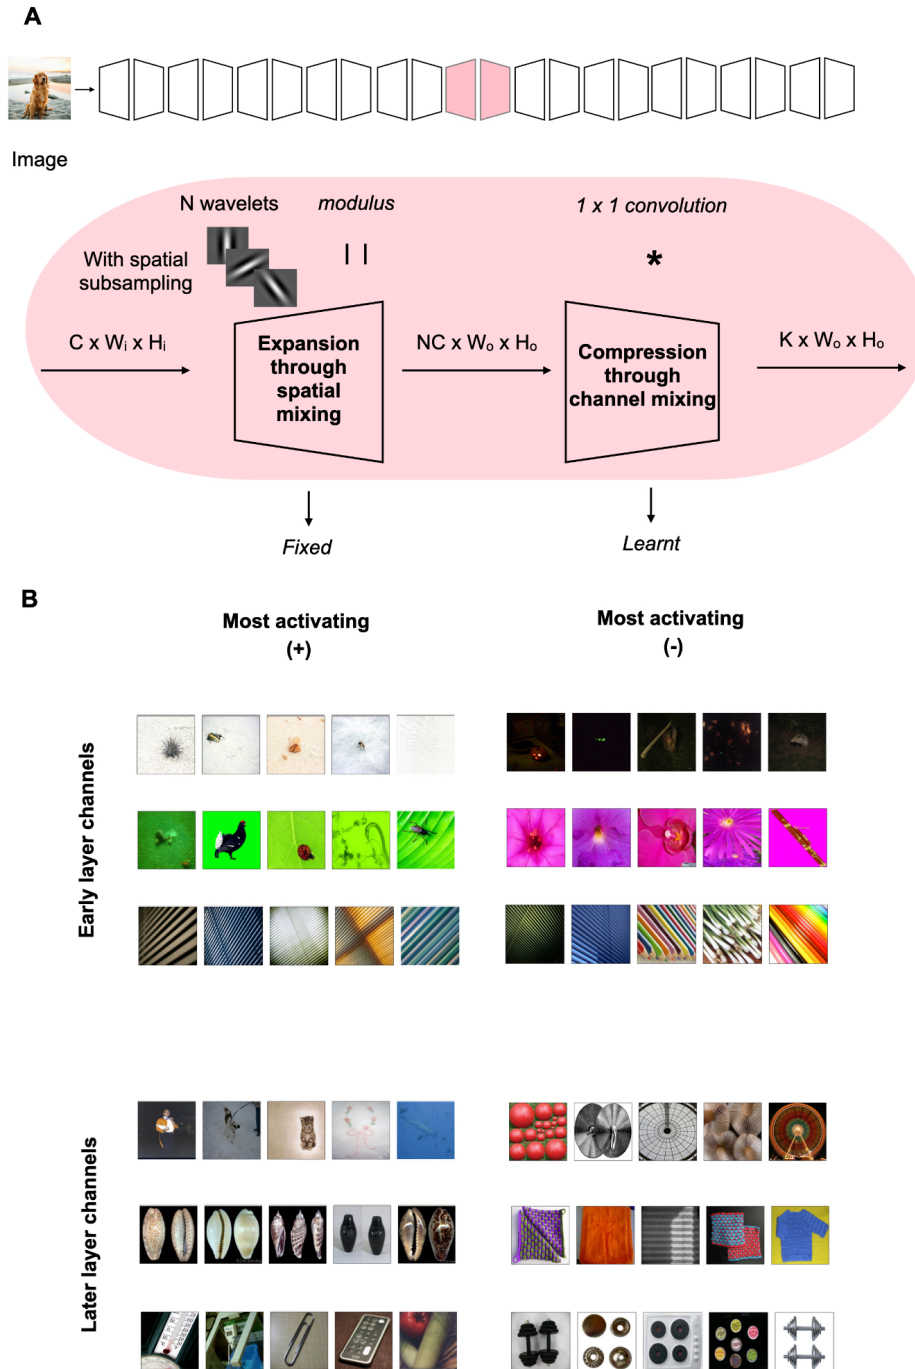 A
Image
N wavelets
modulus
1 x 1 convolution
With spatial
subsampling
| |
*
C x Wᵢ x Hᵢ
Expansion
through
spatial
mixing
NC x Wₒ x Hₒ
Compression
through
channel mixing
K x Wₒ x Hₒ
Fixed
Learnt
B
Most activating
(+)
Most activating
(-)
Early layer channels
Later layer channels